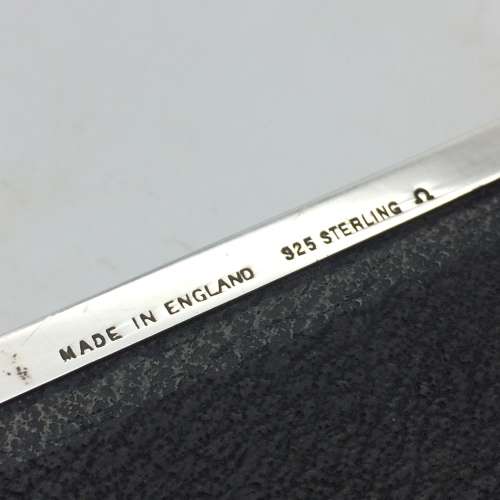 MADE IN ENGLAND 925 STERLING Ω